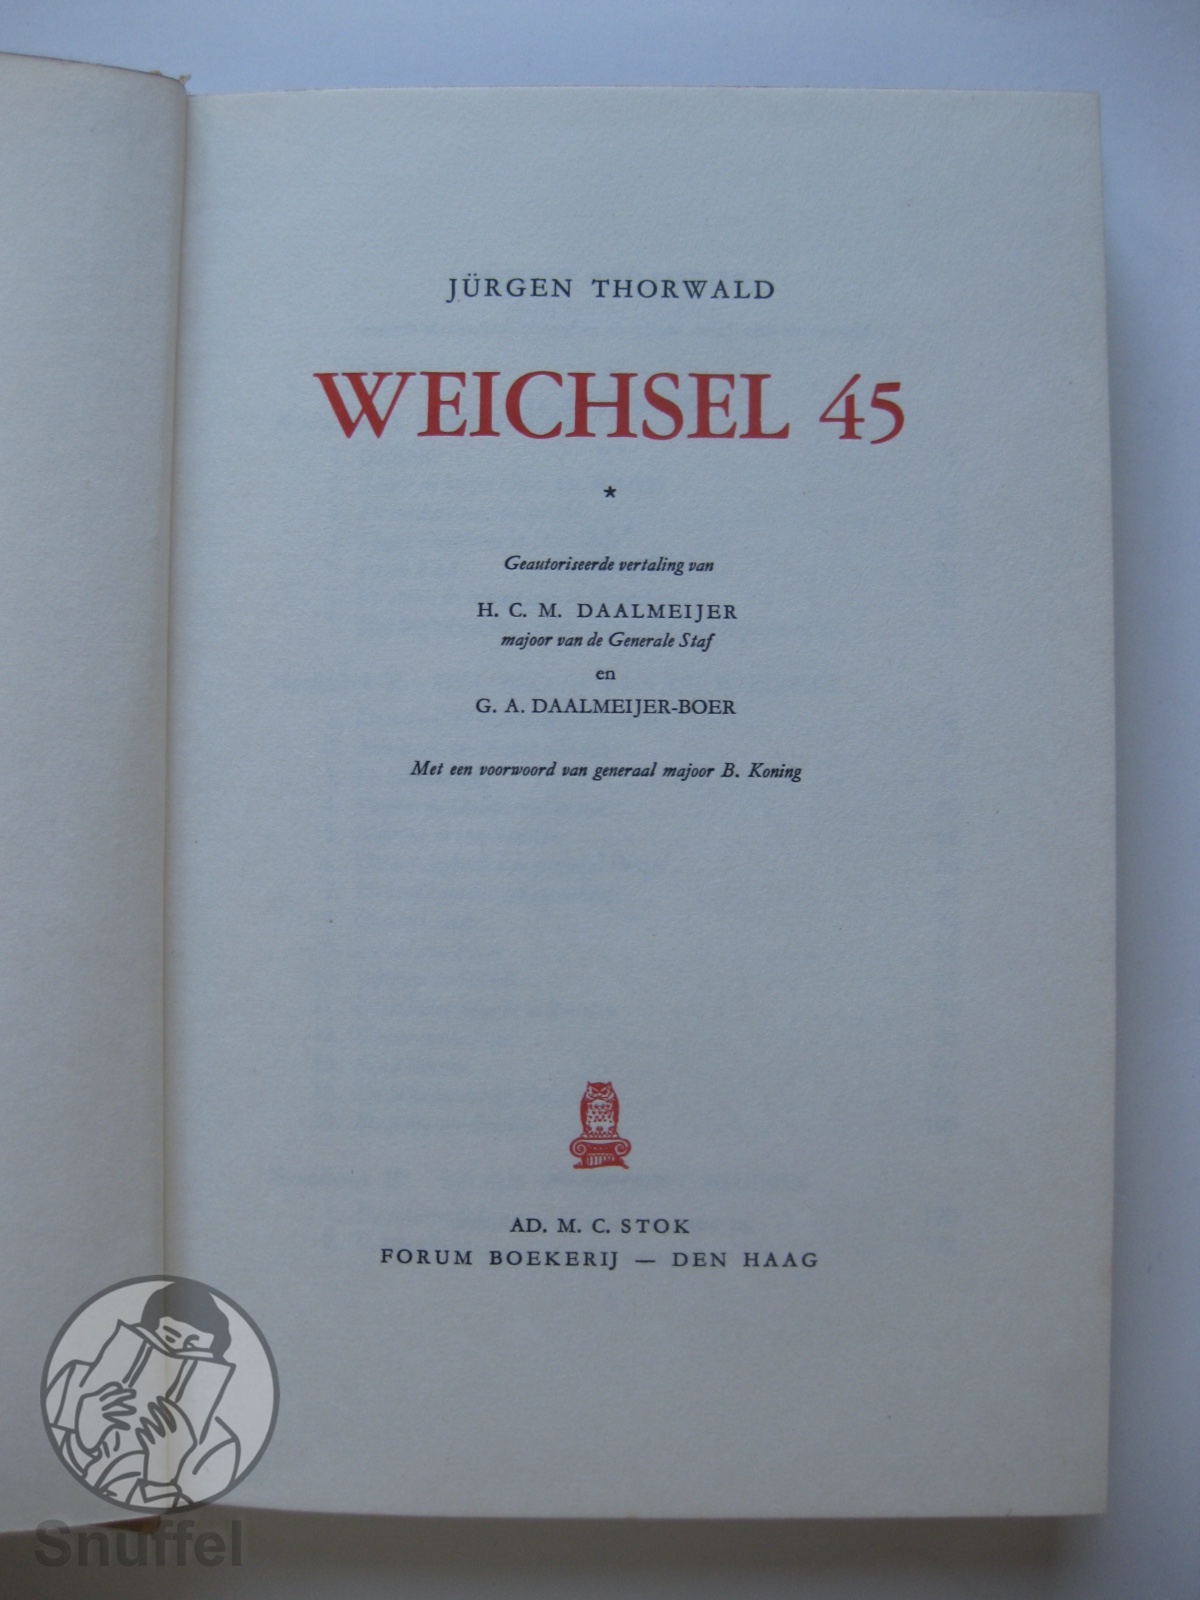 JÜRGEN THORWALD
WEICHSEL 45
*
Geautoriseerde vertaling van
H. C. M. DAALMEIJER
majoor van de Generale Staf
en
G. A. DAALMEIJER-BOER
Met een voorwoord van generaal majoor B. Koning
AD. M. C. STOK
FORUM BOEKERIJ — DEN HAAG
Snuffel